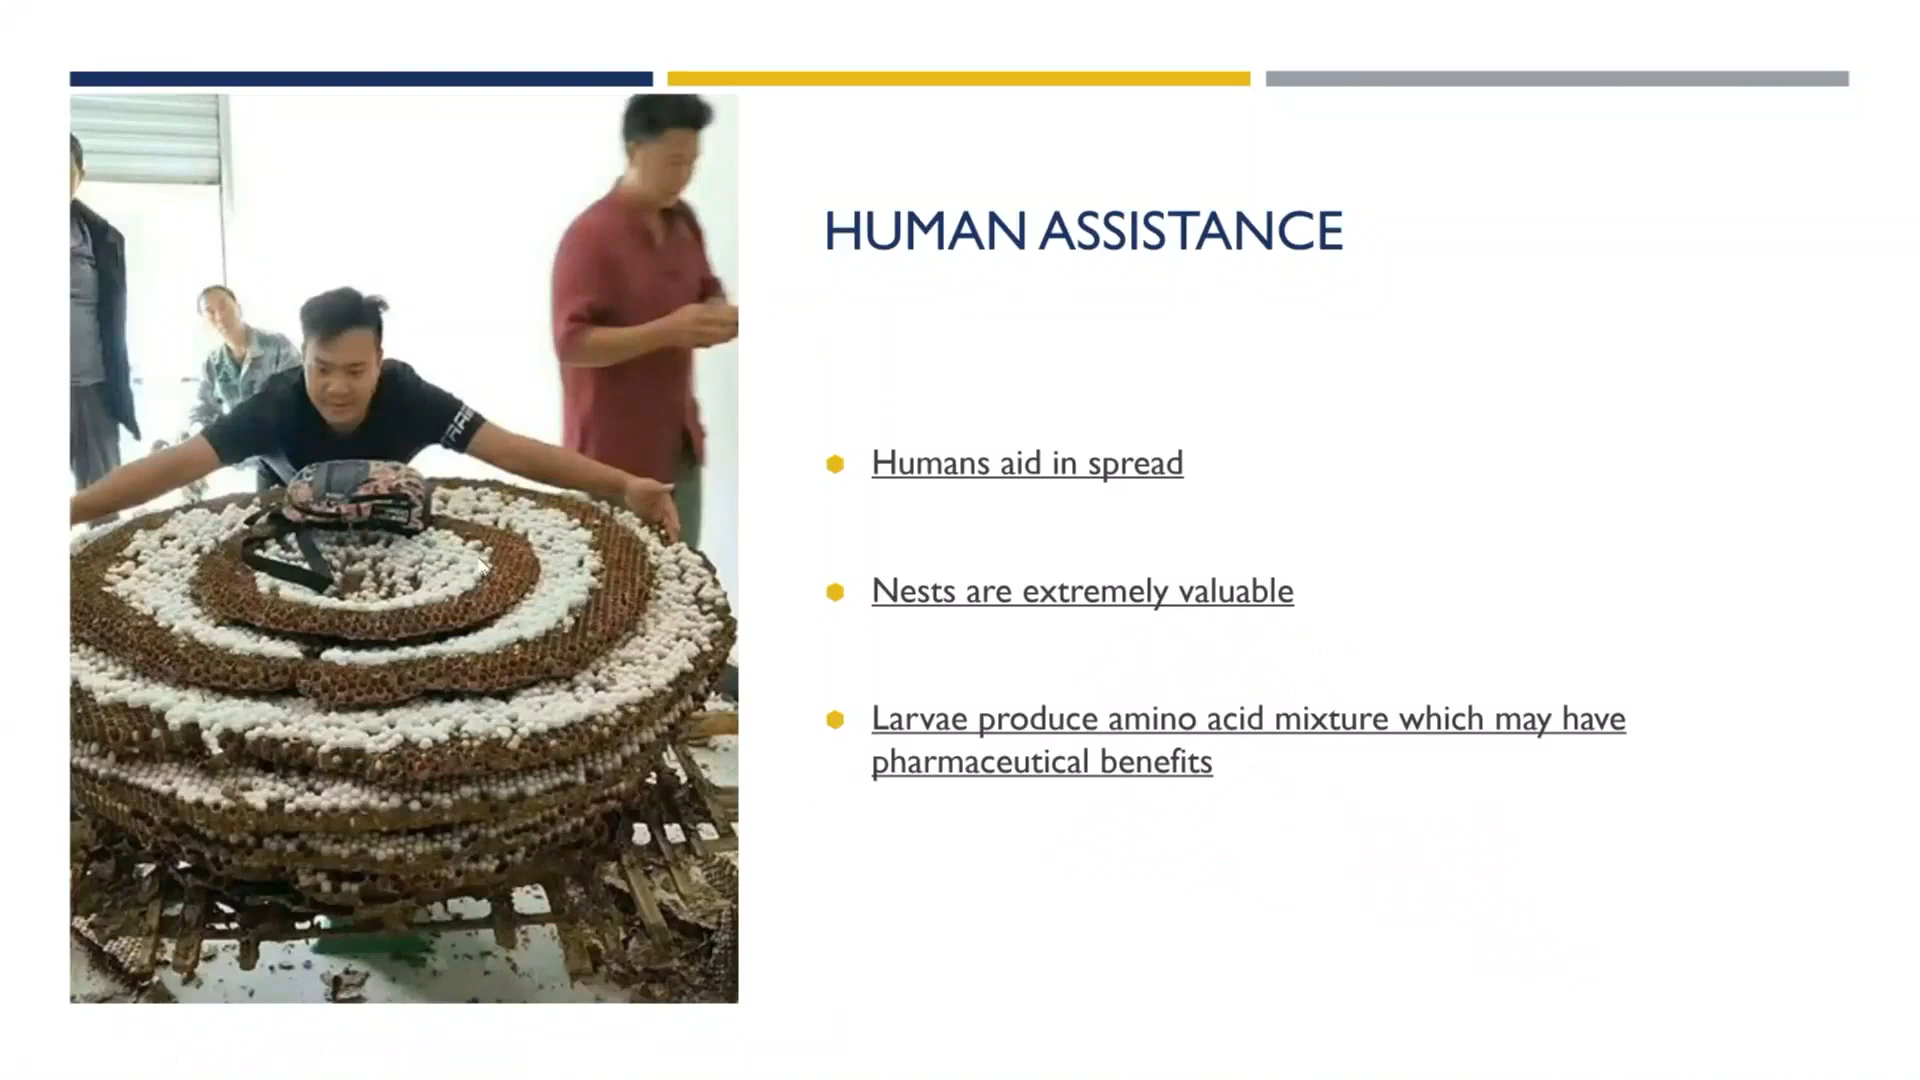 HUMAN ASSISTANCE
Humans aid in spread
Nests are extremely valuable
Larvae produce amino acid mixture which may have
pharmaceutical benefits